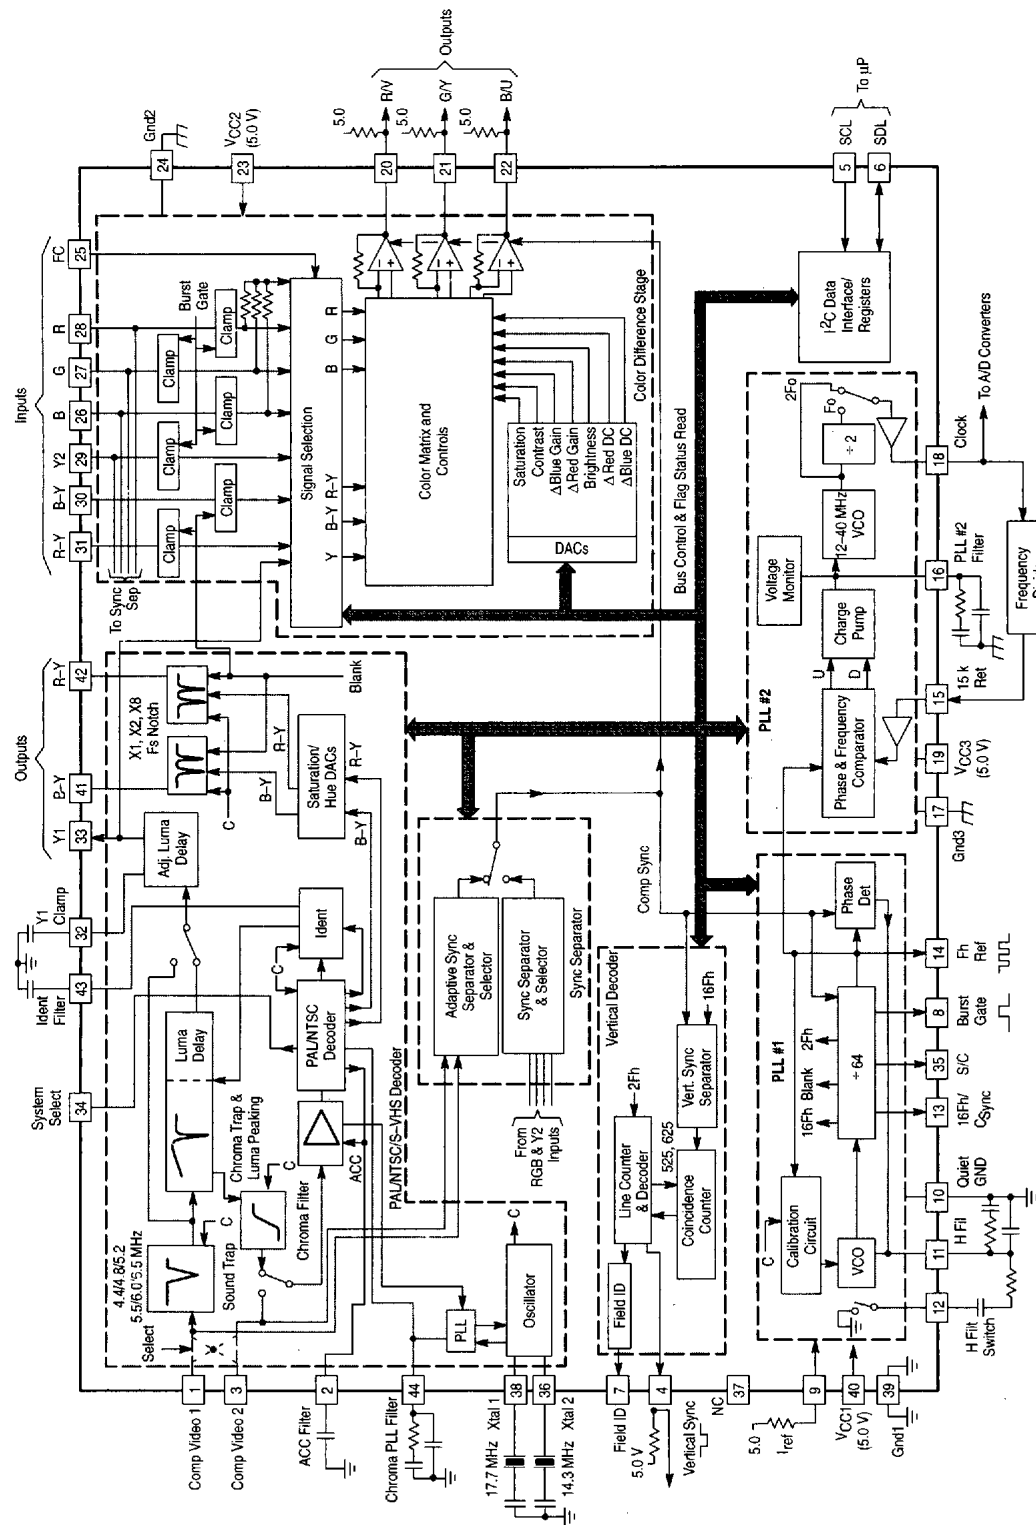 Inputs
R–Y
B–Y
Y2
B
G
R
FC
31
30
29
26
27
28
25
Gnd2
24
VCC2
(5.0 V)
23
To Sync
Sep
Clamp
Clamp
Clamp
Clamp
Clamp
Clamp
Burst
Gate
Signal Selection
Y
B–Y
R–Y
B
G
R
Color Matrix and
Controls
DACs
Saturation
Contrast
Δ Blue Gain
Δ Red Gain
Brightness
Δ Red DC
Δ Blue DC
Color Difference Stage
20
21
22
5.0
5.0
5.0
R/V
G/Y
B/U
Outputs
Outputs
Y1
B–Y
R–Y
33
41
42
Y1
Clamp
32
Ident
Filter
43
System
Select
34
X1, X2, X8
Fs Notch
C
Blank
Adj. Luma
Delay
Luma
Delay
Chroma Trap &
Luma Peaking
4.4/4.8/5.2
5.5/6.0/6.5 MHz
Sound Trap
Select
C
C
Chroma Filter
ACC
PAL/NTSC
Decoder
C
Ident
Saturation/
Hue DACs
B–Y
R–Y
B–Y
R–Y
PAL/NTSC/S–VHS Decoder
PLL
Oscillator
C
Comp Video 1
1
Comp Video 2
3
ACC Filter
2
Chroma PLL Filter
44
17.7 MHz
Xtal 1
38
14.3 MHz
Xtal 2
36
Adaptive Sync
Separator &
Selector
Sync Separator
& Selector
Sync Separator
From
RGB & Y2
Inputs
Comp Sync
Bus Control & Flag Status Read
Vertical Decoder
2Fh
Line Counter
& Decoder
Field ID
525, 625
Coincidence
Counter
Vert. Sync
Separator
16Fh
Field ID
7
5.0 V
4
Vertical Sync
NC
37
5.0
Iref
9
VCC1
(5.0 V)
40
Gnd1
39
PLL #1
C
Calibration
Circuit
VCO
16Fh
Blank
2Fh
÷ 64
Phase
Det
H Filt
Switch
12
H Fil
11
Quiet
GND
10
16Fh/
CSync
13
S/C
35
Burst
Gate
8
Fh
Ref
14
PLL #2
Phase & Frequency
Comparator
U
D
Charge
Pump
Voltage
Monitor
12–40 MHz
VCO
÷ 2
Fo
2Fo
Gnd3
17
VCC3
(5.0 V)
19
15
15 k
Ret
16
PLL #2
Filter
18
Clock
To A/D Converters
Frequency
I2C Data
Interface/
Registers
5
SCL
6
SDL
To µP